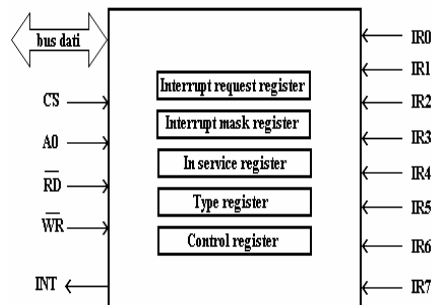 bus dati
CS
A0
RD
WR
INT
Interrupt request register
Interrupt mask register
In service register
Type register
Control register
IR0
IR1
IR2
IR3
IR4
IR5
IR6
IR7